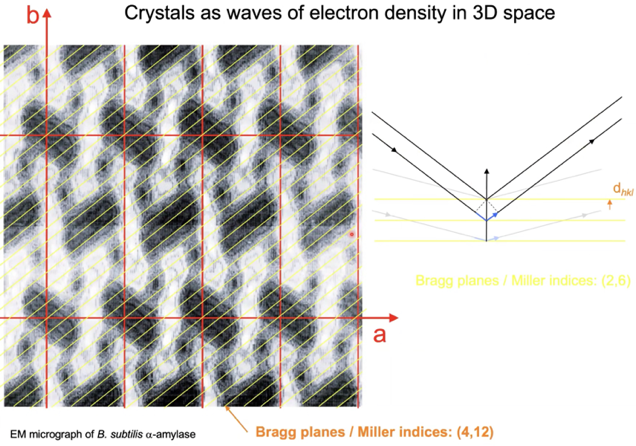 Crystals as waves of electron density in 3D space
b
a
dhkl
Bragg planes / Miller indices: (2,6)
EM micrograph of B. subtilis α-amylase
Bragg planes / Miller indices: (4,12)